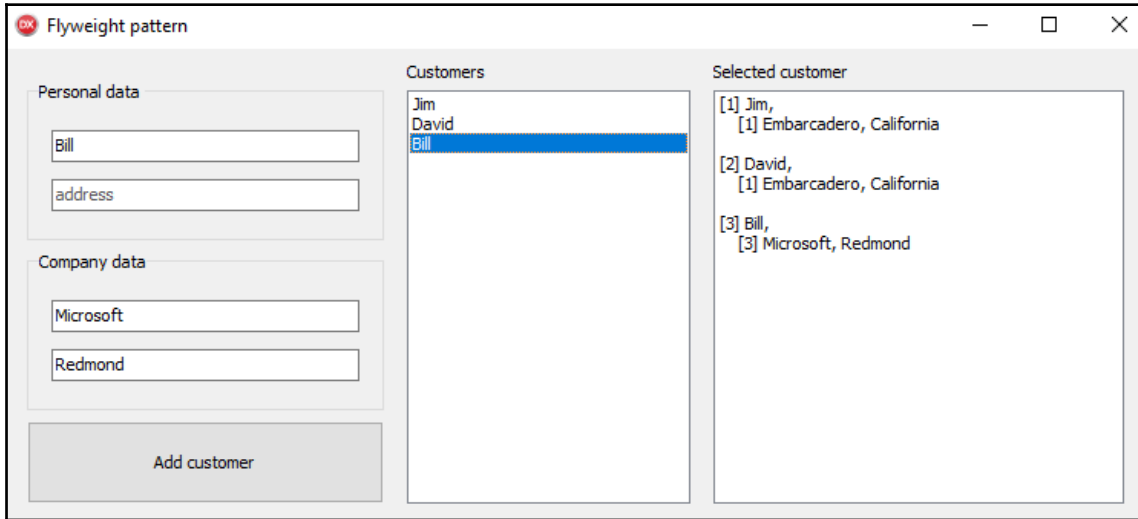 DX Flyweight pattern
Personal data
Bill
address
Company data
Microsoft
Redmond
Add customer
Customers
Jim
David
Bill
Selected customer
[1] Jim,
[1] Embarcadero, California
[2] David,
[1] Embarcadero, California
[3] Bill,
[3] Microsoft, Redmond